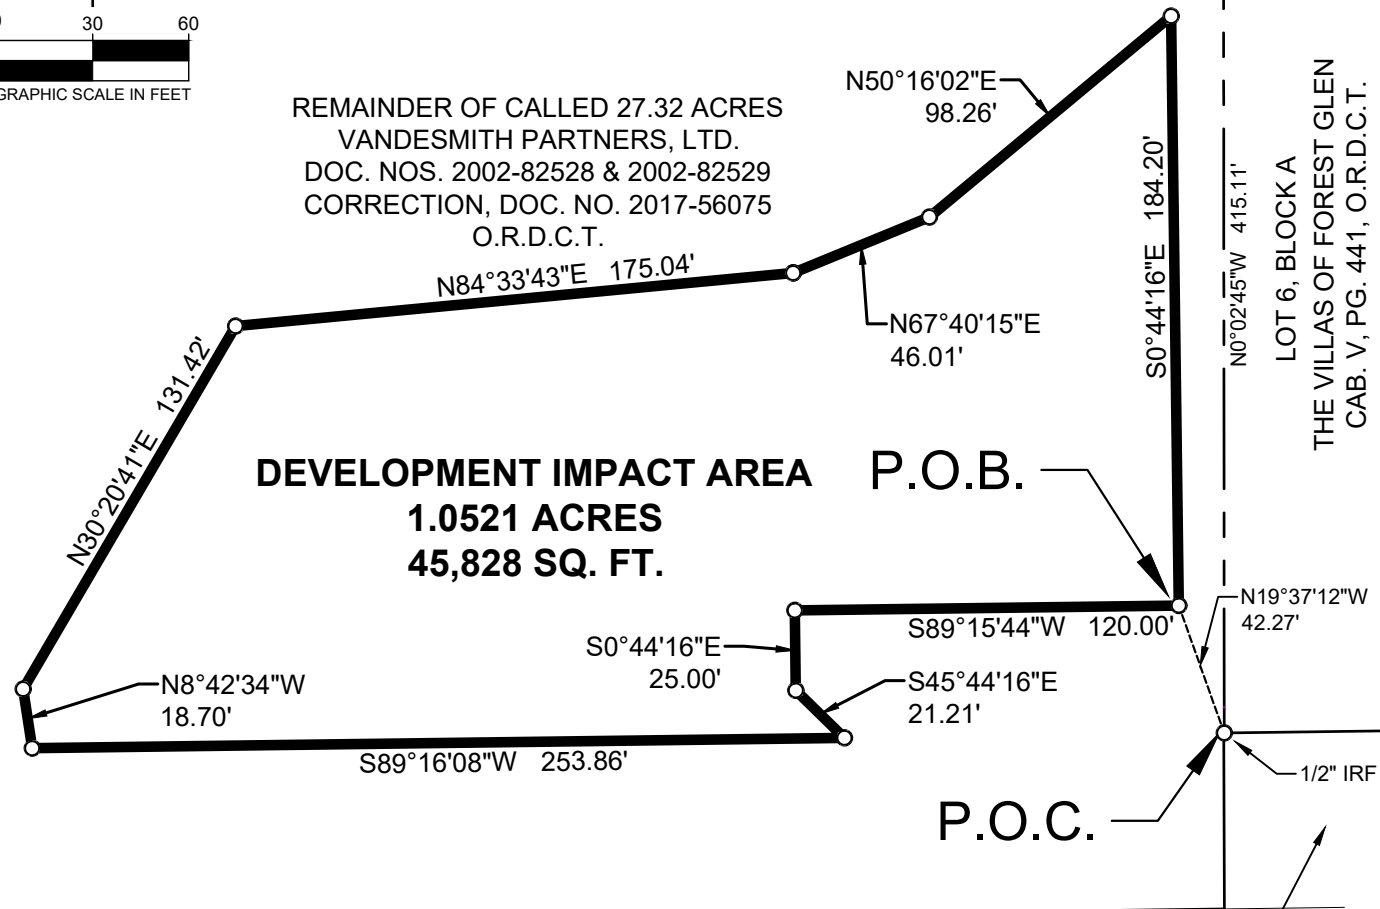 30 60
GRAPHIC SCALE IN FEET
REMAINDER OF CALLED 27.32 ACRES
VANDESMITH PARTNERS, LTD.
DOC. NOS. 2002-82528 & 2002-82529
CORRECTION, DOC. NO. 2017-56075
O.R.D.C.T.
N50°16'02"E
98.26'
N84°33'43"E 175.04'
N67°40'15"E
46.01'
S0°44'16"E 184.20'
N0°02'45"W 415.11'
LOT 6, BLOCK A
THE VILLAS OF FOREST GLEN
CAB. V, PG. 441, O.R.D.C.T.
N30°20'41"E 131.42'
DEVELOPMENT IMPACT AREA
1.0521 ACRES
45,828 SQ. FT.
P.O.B.
N19°37'12"W
42.27'
S89°15'44"W 120.00'
S0°44'16"E
25.00'
S45°44'16"E
21.21'
N8°42'34"W
18.70'
S89°16'08"W 253.86'
1/2" IRF
P.O.C.